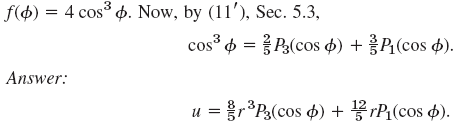 f(ϕ) = 4 cos³ ϕ. Now, by (11′), Sec. 5.3,
cos³ ϕ = 2/5 P₃(cos ϕ) + 3/5 P₁(cos ϕ).
Answer:
u = 8/5 r³P₃(cos ϕ) + 12/5 rP₁(cos ϕ).